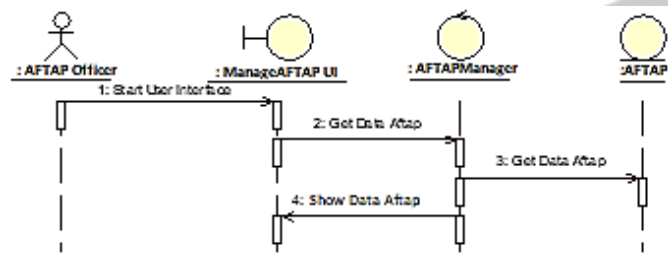 : AFTAP Officer
: ManageAFTAP UI
: AFTAPManager
:AFTAP
1: Start User Interface
2: Get Data Aftap
3: Get Data Aftap
4: Show Data Aftap